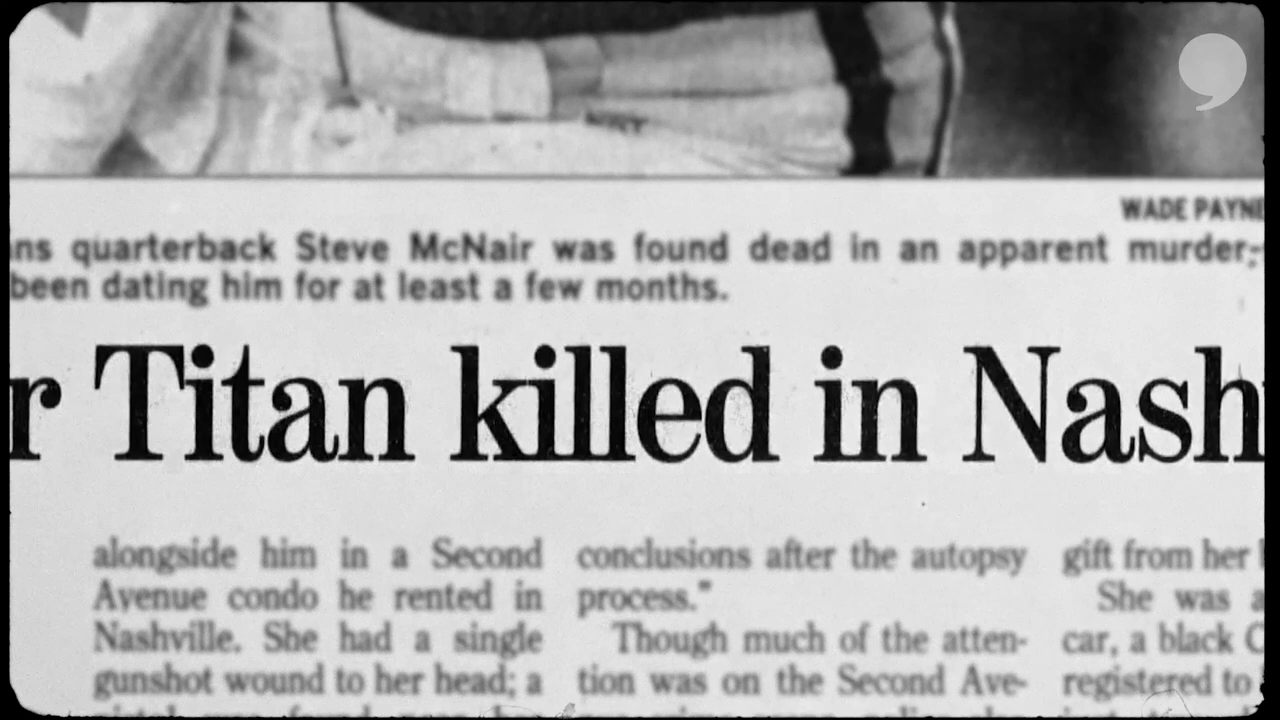 WADE PAYNE
ns quarterback Steve McNair was found dead in an apparent murder-
been dating him for at least a few months.
r Titan killed in Nash
alongside him in a Second
Avenue condo he rented in
Nashville. She had a single
gunshot wound to her head; a
conclusions after the autopsy
process."
Though much of the atten-
tion was on the Second Ave-
gift from her
She was a
car, a black C
registered to